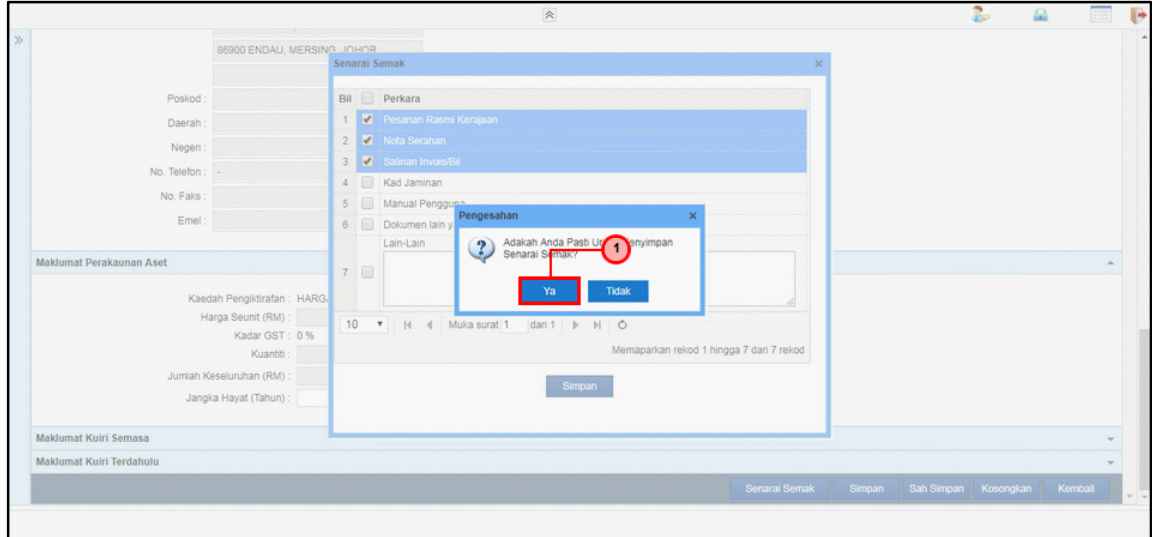 86900 ENDAU, MERSING, JOHOR
Poskod :
Daerah :
Negeri :
No. Telefon : -
No. Faks :
Emel :
Maklumat Perakaunan Aset
Kaedah Pengiktirafan : HARGA
Harga Seunit (RM) :
Kadar GST : 0 %
Kuantiti :
Jumlah Keseluruhan (RM) :
Jangka Hayat (Tahun) :
Maklumat Kuiri Semasa
Maklumat Kuiri Terdahulu
Senarai Semak
Bil Perkara
1 Pesanan Rasmi Kerajaan
2 Nota Serahan
3 Salinan Invois/Bil
4 Kad Jaminan
5 Manual Pengguna
6 Dokumen lain y
7 Lain-Lain
10 Muka surat 1 dari 1
Memaparkan rekod 1 hingga 7 dari 7 rekod
Simpan
Pengesahan
Adakah Anda Pasti Untuk Menyimpan
Senarai Semak?
1
Ya Tidak
Senarai Semak Simpan Sah Simpan Kosongkan Kembali